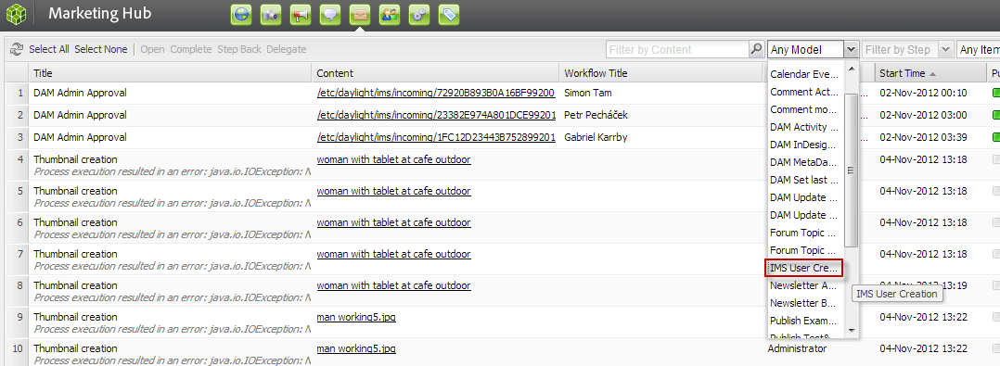 Marketing Hub
Select All Select None Open Complete Step Back Delegate Filter by Content Any Model Filter by Step Any Item
Title Content Workflow Title Start Time Pu
1 DAM Admin Approval /etc/daylight/ims/incoming/72920B893B0A16BF99200 Simon Tam 02-Nov-2012 00:10
2 DAM Admin Approval /etc/daylight/ims/incoming/23382E974A801DCE99201 Petr Pecháček 02-Nov-2012 03:00
3 DAM Admin Approval /etc/daylight/ims/incoming/1FC12D23443B752899201 Gabriel Karrby 02-Nov-2012 03:39
4 Thumbnail creation woman with tablet at cafe outdoor 04-Nov-2012 13:18
Process execution resulted in an error: java.io.IOException: N
5 Thumbnail creation woman with tablet at cafe outdoor 04-Nov-2012 13:18
Process execution resulted in an error: java.io.IOException: N
6 Thumbnail creation woman with tablet at cafe outdoor 04-Nov-2012 13:18
Process execution resulted in an error: java.io.IOException: N
7 Thumbnail creation woman with tablet at cafe outdoor 04-Nov-2012 13:18
Process execution resulted in an error: java.io.IOException: N
8 Thumbnail creation woman with tablet at cafe outdoor 04-Nov-2012 13:19
Process execution resulted in an error: java.io.IOException: N
9 Thumbnail creation man working5.jpg 04-Nov-2012 13:22
Process execution resulted in an error: java.io.IOException: N
10 Thumbnail creation man working5.jpg Administrator 04-Nov-2012 13:22
Process execution resulted in an error: java.io.IOException: N
Calendar Eve...
Comment Act...
Comment mo...
DAM Activity ...
DAM InDesig...
DAM MetaDa...
DAM Set last ...
DAM Update ...
DAM Update ...
Forum Topic ...
Forum Topic ...
IMS User Cre...
Newsletter A...
Newsletter B...
Publish Exam...
Publish Test&
IMS User Creation